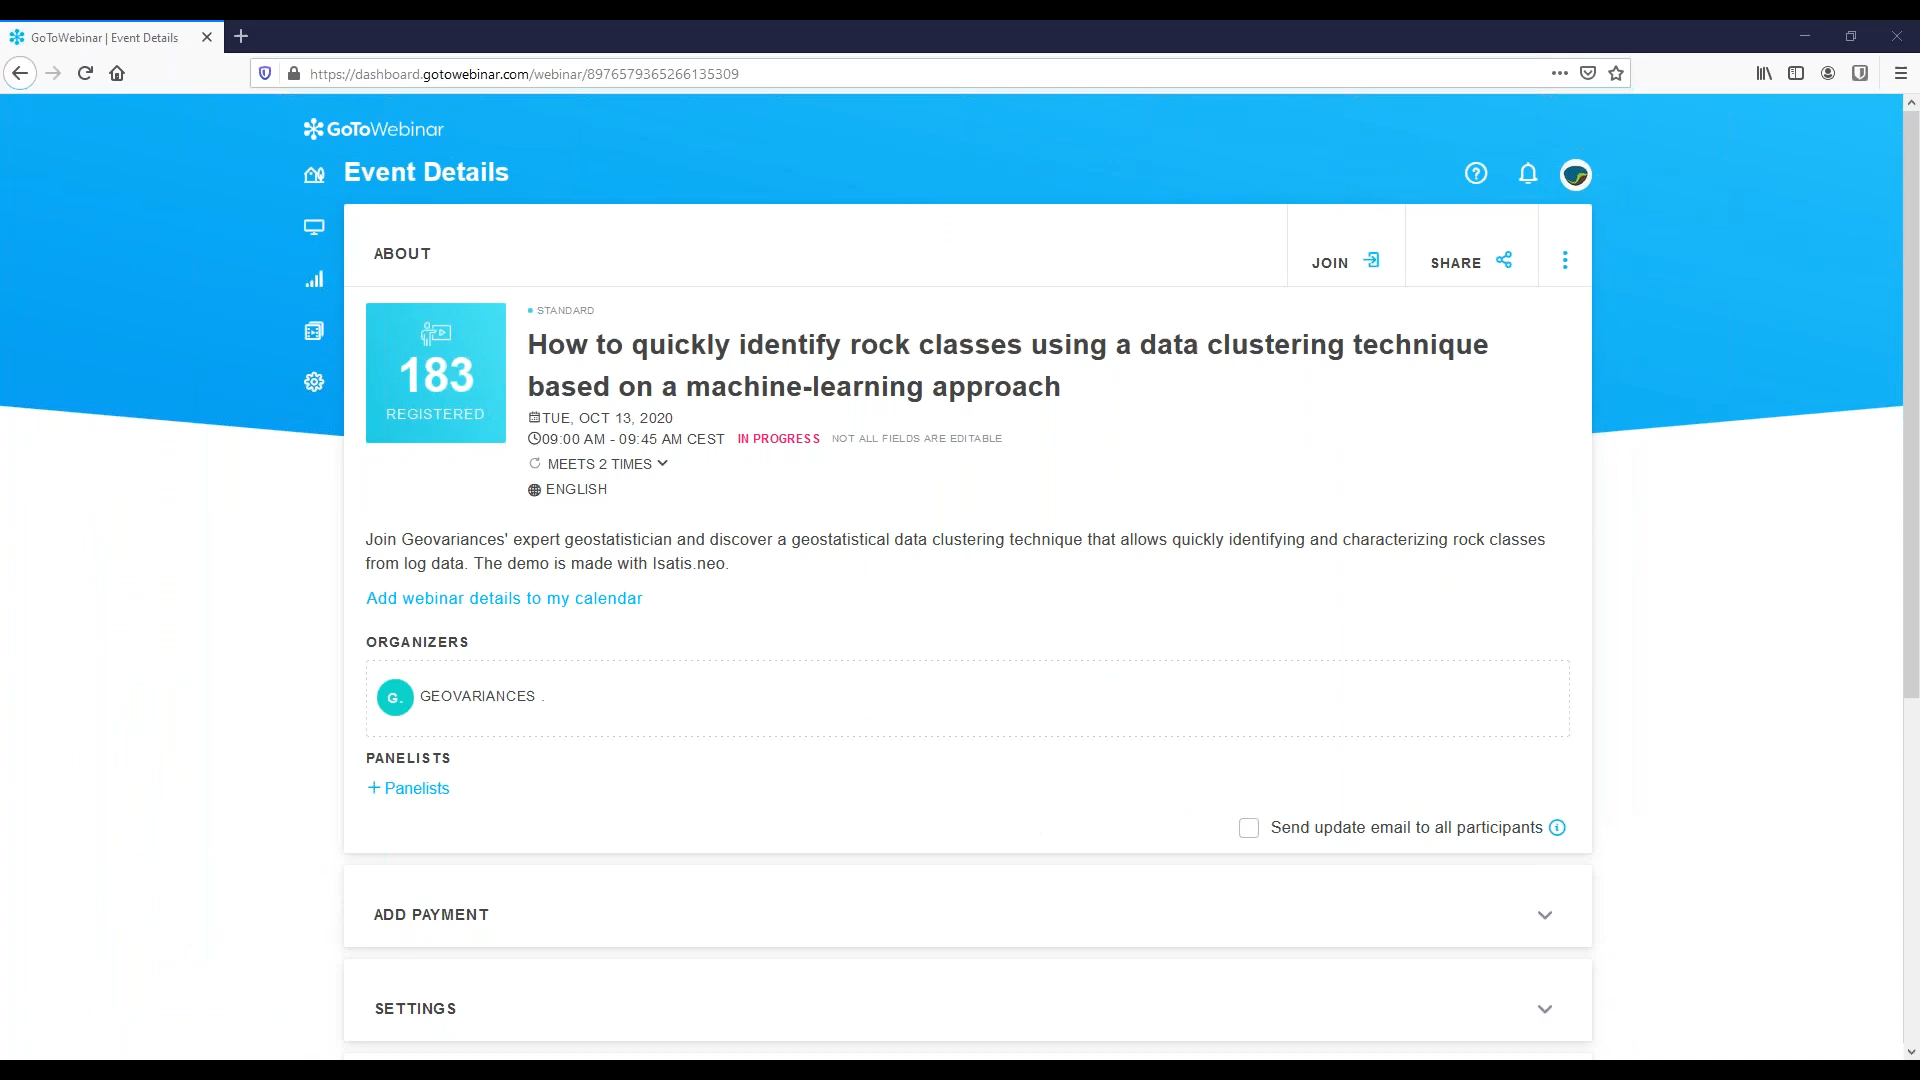 GoToWebinar | Event Details
https://dashboard.gotowebinar.com/webinar/8976579365266135309
GoToWebinar
Event Details
ABOUT
JOIN
SHARE
183
REGISTERED
STANDARD
How to quickly identify rock classes using a data clustering technique
based on a machine-learning approach
TUE, OCT 13, 2020
09:00 AM - 09:45 AM CEST IN PROGRESS NOT ALL FIELDS ARE EDITABLE
MEETS 2 TIMES
ENGLISH
Join Geovariances' expert geostatistician and discover a geostatistical data clustering technique that allows quickly identifying and characterizing rock classes
from log data. The demo is made with Isatis.neo.
Add webinar details to my calendar
ORGANIZERS
G.
GEOVARIANCES .
PANELISTS
+ Panelists
Send update email to all participants
ADD PAYMENT
SETTINGS